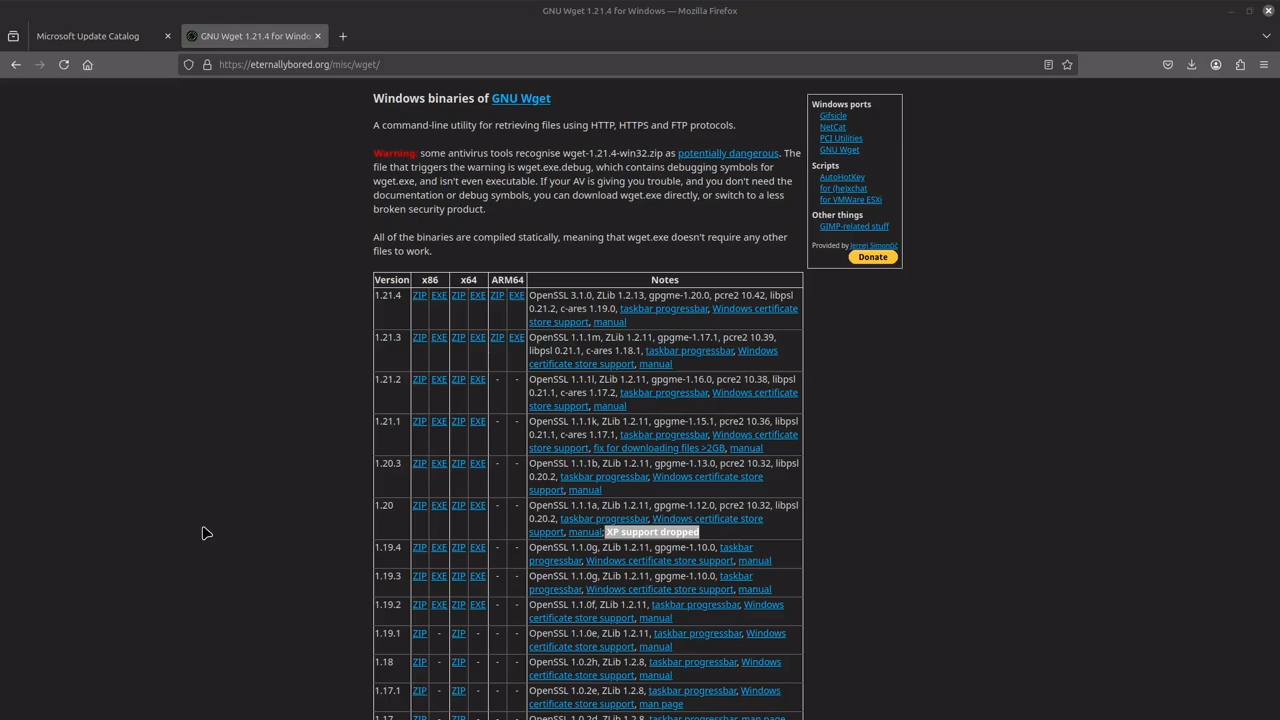 GNU Wget 1.21.4 for Windows — Mozilla Firefox
Microsoft Update Catalog
GNU Wget 1.21.4 for Windo
https://eternallybored.org/misc/wget/
Windows binaries of GNU Wget
A command-line utility for retrieving files using HTTP, HTTPS and FTP protocols.
Warning: some antivirus tools recognise wget-1.21.4-win32.zip as potentially dangerous. The
file that triggers the warning is wget.exe.debug, which contains debugging symbols for
wget.exe, and isn't even executable. If your AV is giving you trouble, and you don't need the
documentation or debug symbols, you can download wget.exe directly, or switch to a less
broken security product.
All of the binaries are compiled statically, meaning that wget.exe doesn't require any other
files to work.
Version x86 x64 ARM64 Notes
1.21.4 ZIP EXE ZIP EXE ZIP EXE OpenSSL 3.1.0, ZLib 1.2.13, gpgme-1.20.0, pcre2 10.42, libpsl
0.21.2, c-ares 1.19.0, taskbar progressbar, Windows certificate
store support, manual
1.21.3 ZIP EXE ZIP EXE ZIP EXE OpenSSL 1.1.1m, ZLib 1.2.11, gpgme-1.17.1, pcre2 10.39,
libpsl 0.21.1, c-ares 1.18.1, taskbar progressbar, Windows
certificate store support, manual
1.21.2 ZIP EXE ZIP EXE - - OpenSSL 1.1.1l, ZLib 1.2.11, gpgme-1.16.0, pcre2 10.38, libpsl
0.21.1, c-ares 1.17.2, taskbar progressbar, Windows certificate
store support, manual
1.21.1 ZIP EXE ZIP EXE - - OpenSSL 1.1.1k, ZLib 1.2.11, gpgme-1.15.1, pcre2 10.36, libpsl
0.21.1, c-ares 1.17.1, taskbar progressbar, Windows certificate
store support, fix for downloading files >2GB, manual
1.20.3 ZIP EXE ZIP EXE - - OpenSSL 1.1.1b, ZLib 1.2.11, gpgme-1.13.0, pcre2 10.32, libpsl
0.20.2, taskbar progressbar, Windows certificate store
support, manual
1.20 ZIP EXE ZIP EXE - - OpenSSL 1.1.1a, ZLib 1.2.11, gpgme-1.12.0, pcre2 10.32, libpsl
0.20.2, taskbar progressbar, Windows certificate store
support, manual; XP support dropped
1.19.4 ZIP EXE ZIP EXE - - OpenSSL 1.1.0g, ZLib 1.2.11, gpgme-1.10.0, taskbar
progressbar, Windows certificate store support, manual
1.19.3 ZIP EXE ZIP EXE - - OpenSSL 1.1.0g, ZLib 1.2.11, gpgme-1.10.0, taskbar
progressbar, Windows certificate store support, manual
1.19.2 ZIP EXE ZIP EXE - - OpenSSL 1.1.0f, ZLib 1.2.11, taskbar progressbar, Windows
certificate store support, manual
1.19.1 ZIP - ZIP - - - OpenSSL 1.1.0e, ZLib 1.2.11, taskbar progressbar, Windows
certificate store support, manual
1.18 ZIP - ZIP - - - OpenSSL 1.0.2h, ZLib 1.2.8, taskbar progressbar, Windows
certificate store support, manual
1.17.1 ZIP - ZIP - - - OpenSSL 1.0.2e, ZLib 1.2.8, taskbar progressbar, Windows
certificate store support, man page
1.17 ZIP - ZIP - - - OpenSSL 1.0.2d, ZLib 1.2.8, taskbar progressbar, man page
Windows ports
Gifsicle
NetCat
PCI Utilities
GNU Wget
Scripts
AutoHotKey
for (he)xchat
for VMWare ESXi
Other things
GIMP-related stuff
Provided by Jernej Simončič
Donate